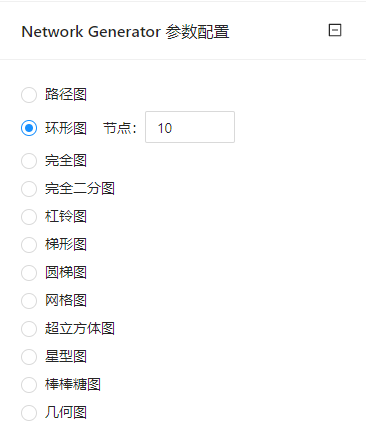 Network Generator 参数配置
路径图
环形图 节点: 10
完全图
完全二分图
杠铃图
梯形图
圆梯图
网格图
超立方体图
星型图
棒棒糖图
几何图